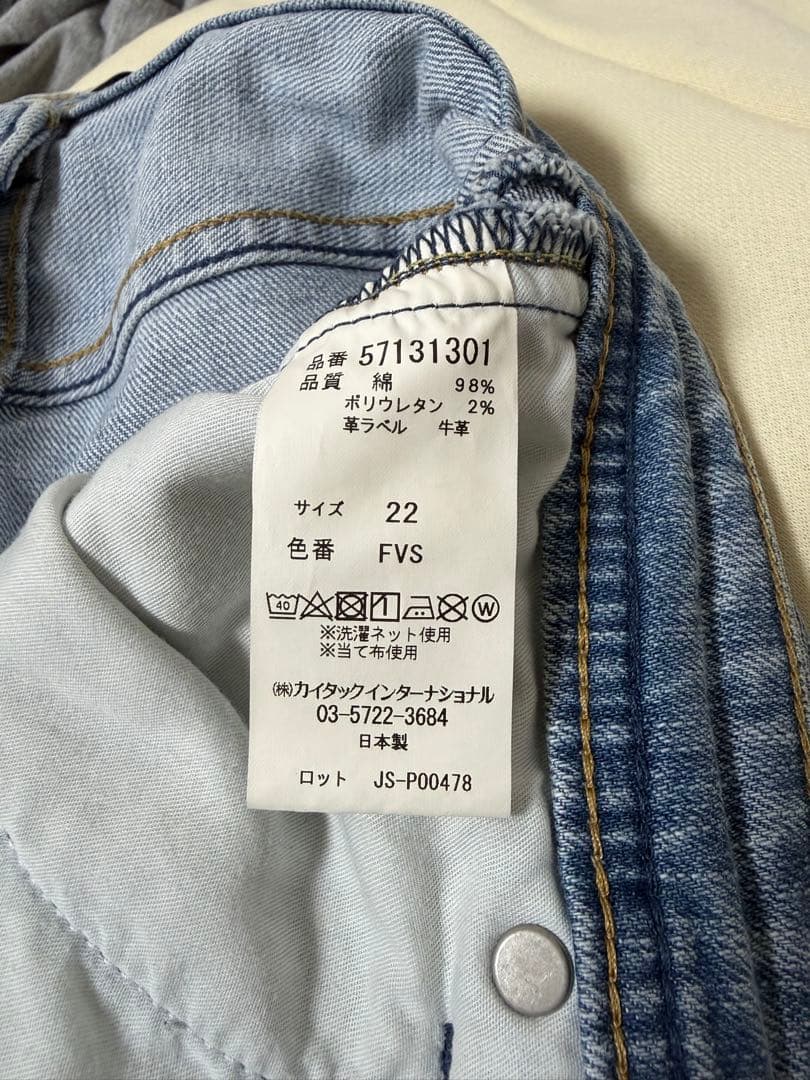 品番 57131301
品質 綿 98%
ポリウレタン 2%
革ラベル 牛革
サイズ 22
色番 FVS
40 1 W
※洗濯ネット使用
※当て布使用
㈱カイタックインターナショナル
03-5722-3684
日本製
ロット JS-P00478